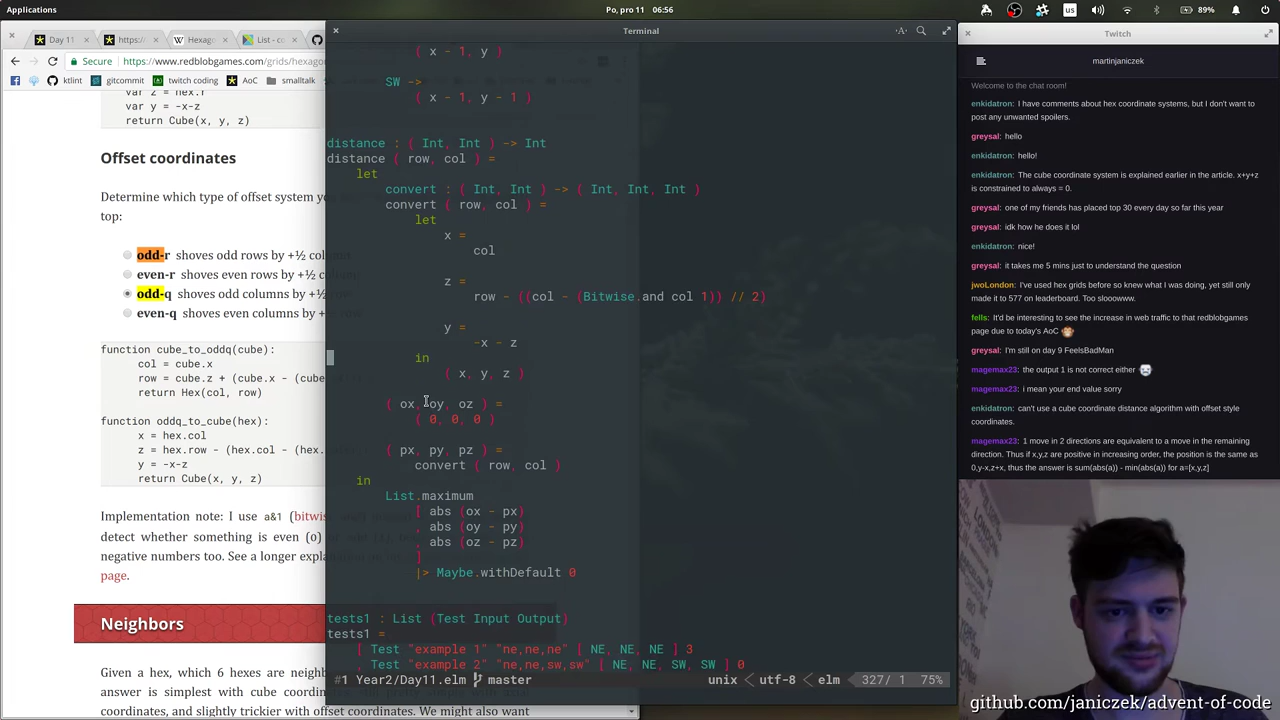 Applications
Po, pro 11 06:56
us
89%
Day 11
https:/
Hexag
List - co
Secure
https://www.redblobgames.com/grids/hexagon
Facebook
ktlint
gitcommit
twitch coding
AoC
smalltalk
var z = hex.r
var y = -x-z
return Cube(x, y, z)
Offset coordinates
Determine which type of offset system you
top:
odd-r shoves odd rows by +½ colu
even-r shoves even rows by +½
odd-q shoves odd columns by +½ row
even-q shoves even columns by +½
function cube_to_oddq(cube):
col = cube.x
row = cube.z + (cube.x - (cube
return Hex(col, row)
function oddq_to_cube(hex):
x = hex.col
z = hex.row - (hex.col - (hex
y = -x-z
return Cube(x, y, z)
Implementation note: I use a&1 (bitwise
detect whether something is even (0)
negative numbers too. See a longer explan
page.
Neighbors
Given a hex, which 6 hexes are neighb
answer is simplest with cube coordin
and slightly trickier with offset coordinates. We might also want
Terminal
( x - 1, y )
SW ->
( x - 1, y - 1 )
distance : ( Int, Int ) -> Int
distance ( row, col ) =
let
convert : ( Int, Int ) -> ( Int, Int, Int )
convert ( row, col ) =
let
x =
col
z =
row - ((col - (Bitwise.and col 1)) // 2)
y =
-x - z
in
( x, y, z )
( ox, oy, oz ) =
( 0, 0, 0 )
( px, py, pz ) =
convert ( row, col )
in
List.maximum
[ abs (ox - px)
, abs (oy - py)
, abs (oz - pz)
]
|> Maybe.withDefault 0
tests1 : List (Test Input Output)
tests1 =
[ Test "example 1" "ne,ne,ne" [ NE, NE, NE ] 3
, Test "example 2" "ne,ne,sw,sw" [ NE, NE, SW, SW ] 0
#1 Year2/Day11.elm master
unix < utf-8 < elm 327/ 1 75%
Twitch
martinjaniczek
Welcome to the chat room!
enkidatron: I have comments about hex coordinate systems, but I don't want to
post any unwanted spoilers.
greysal: hello
enkidatron: hello!
enkidatron: The cube coordinate system is explained earlier in the article. x+y+z
is constrained to always = 0.
greysal: one of my friends has placed top 30 every day so far this year
greysal: idk how he does it lol
enkidatron: nice!
greysal: it takes me 5 mins just to understand the question
jwoLondon: I've used hex grids before so knew what I was doing, yet still only
made it to 577 on leaderboard. Too slooowww.
fells: It'd be interesting to see the increase in web traffic to that redblobgames
page due to today's AoC
greysal: I'm still on day 9 FeelsBadMan
magemax23: the output 1 is not correct either
magemax23: i mean your end value sorry
enkidatron: can't use a cube coordinate distance algorithm with offset style
coordinates.
magemax23: 1 move in 2 directions are equivalent to a move in the remaining
direction. Thus if x,y,z are positive in increasing order, the position is the same as
0,y-x,z+x, thus the answer is sum(abs(a)) - min(abs(a)) for a=[x,y,z]
github.com/janiczek/advent-of-code